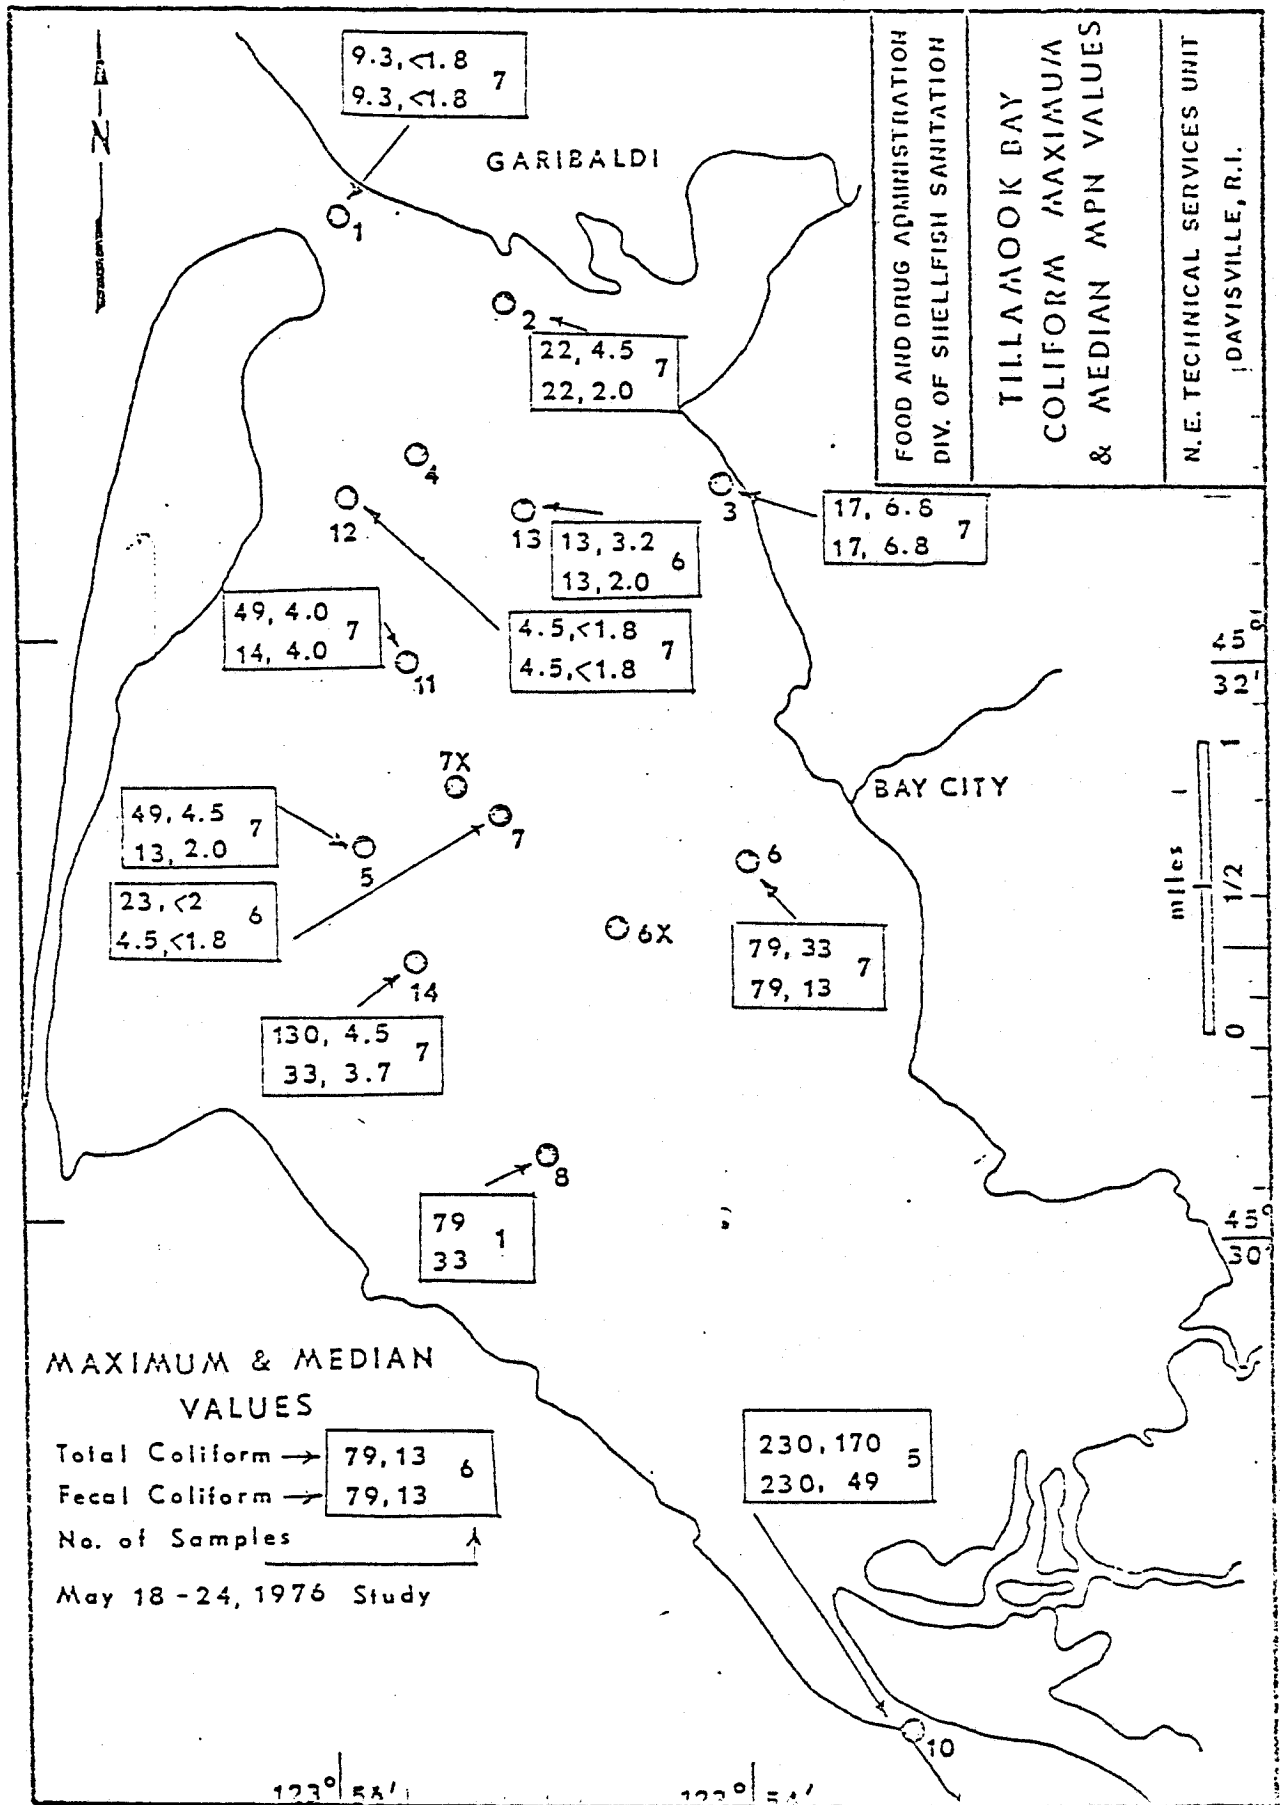 FOOD AND DRUG ADMINISTRATION
DIV. OF SHELLFISH SANITATION
TILLAMOOK BAY
COLIFORM MAXIMUM
& MEDIAN MPN VALUES
N.E. TECHNICAL SERVICES UNIT
DAVISVILLE, R.I.
N
9.3,<1.8 7
9.3,<1.8
GARIBALDI
1
2
22, 4.5 7
22, 2.0
4
12
13
3
17, 6.8 7
17, 6.8
13, 3.2 6
13, 2.0
49, 4.0 7
14, 4.0
4.5,<1.8 7
4.5,<1.8
11
45°
32'
7X
BAY CITY
49, 4.5 7
13, 2.0
7
5
6
23, <2 6
4.5,<1.8
6X
79, 33 7
79, 13
14
130, 4.5 7
33, 3.7
miles
1
1/2
0
8
79 1
33
45°
30'
MAXIMUM & MEDIAN
VALUES
Total Coliform → 79,13 6
Fecal Coliform → 79,13
No. of Samples
May 18-24, 1976 Study
230,170 5
230, 49
10